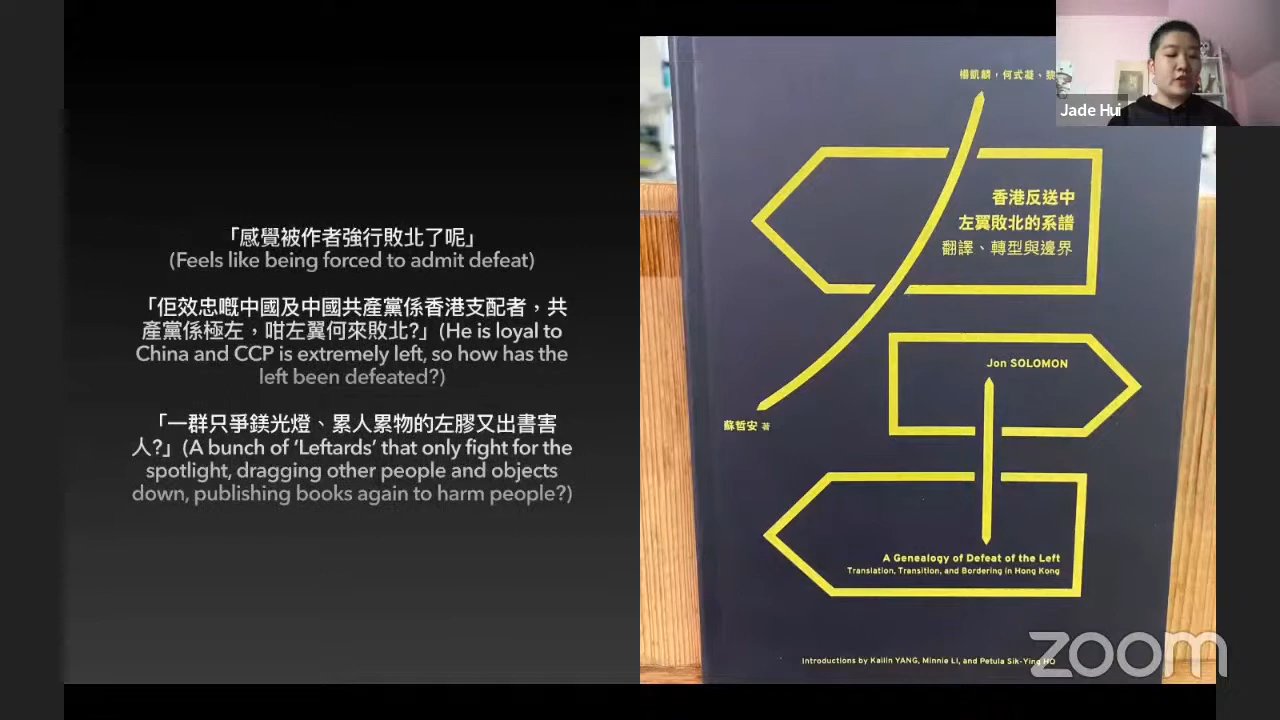 「感覺被作者強行敗北了呢」
(Feels like being forced to admit defeat)
「佢效忠嘅中國及中國共產黨係香港支配者，共
產黨係極左，咁左翼何來敗北?」(He is loyal to
China and CCP is extremely left, so how has the
left been defeated?)
「一群只爭鎂光燈、累人累物的左膠又出書害
人?」(A bunch of ‘Leftards’ that only fight for the
spotlight, dragging other people and objects
down, publishing books again to harm people?)
楊凱麟，何式凝、黎
香港反送中
左翼敗北的系譜
翻譯、轉型與邊界
Jon SOLOMON
蘇哲安 著
A Genealogy of Defeat of the Left
Translation, Transition, and Bordering in Hong Kong
Introductions by Kailin YANG, Minnie LI, and Petula Sik-Ying HO
Jade Hui
zoom